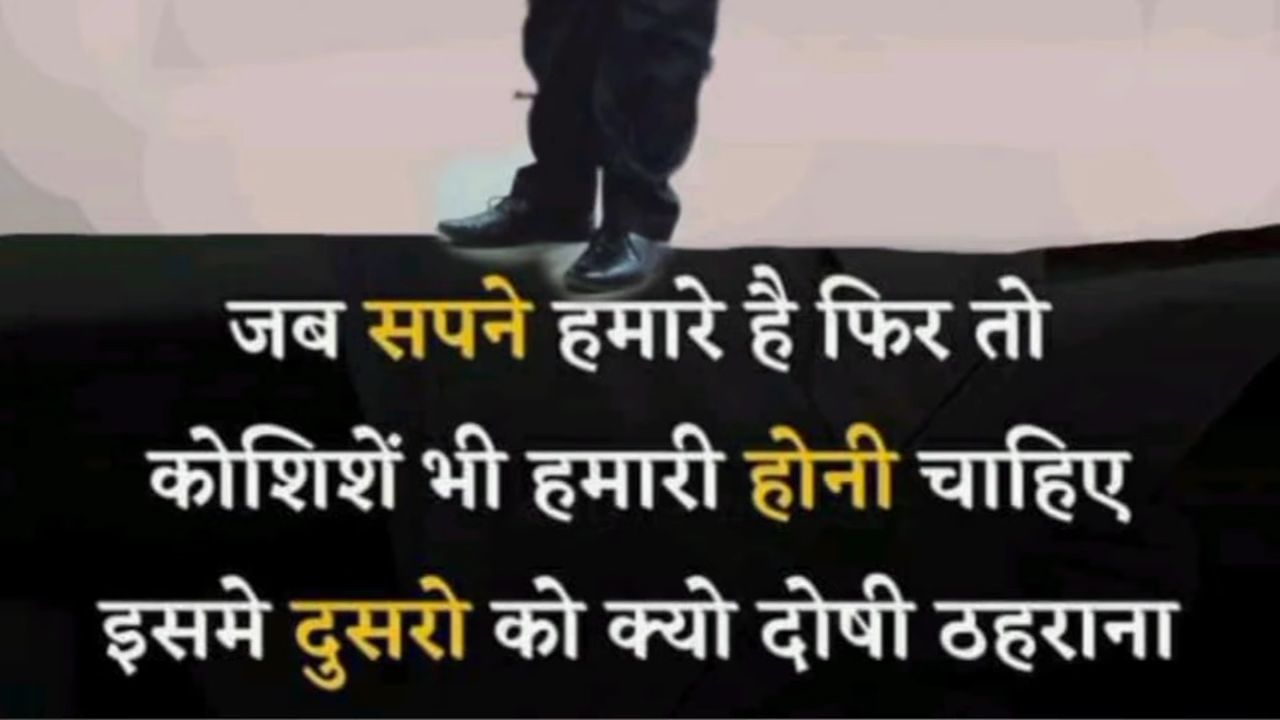 जब सपने हमारे है फिर तो
कोशिशें भी हमारी होनी चाहिए
इसमे दुसरो को क्यो दोषी ठहराना